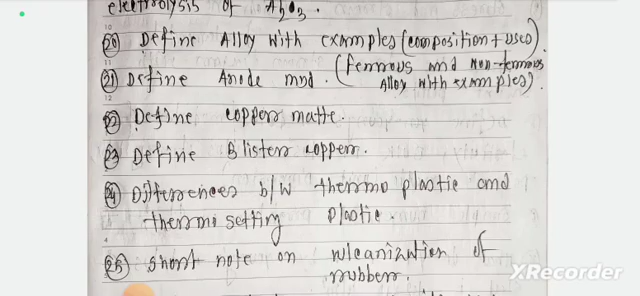 electrolysis of Al2O3.
(20) Define Alloy with examples (composition + uses).
(Ferrous and Non-ferrous
(21) Define Anode mud.
Alloy with examples).
(22) Define copper matte.
(23) Define Blister copper.
(24) Differences b/w thermo plastic and
thermi setting plastic.
(25) short note on vulcanization of
rubber.
XRecorder